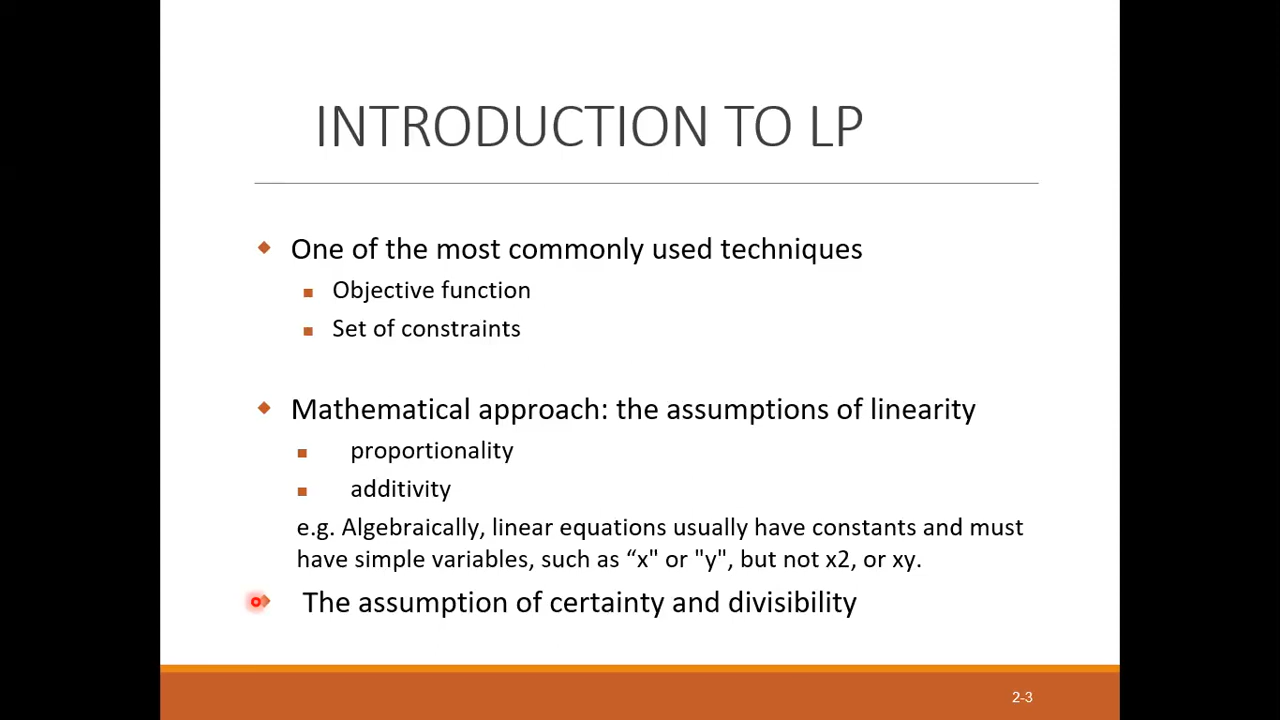 INTRODUCTION TO LP
One of the most commonly used techniques
Objective function
Set of constraints
Mathematical approach: the assumptions of linearity
proportionality
additivity
e.g. Algebraically, linear equations usually have constants and must
have simple variables, such as “x" or "y", but not x2, or xy.
The assumption of certainty and divisibility
2-3